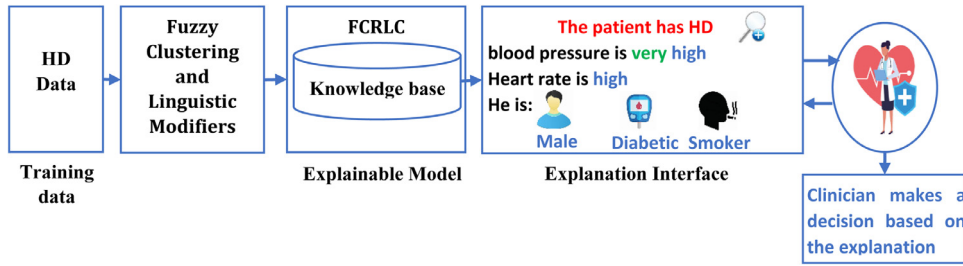 HD
Data
Training
data
Fuzzy
Clustering
and
Linguistic
Modifiers
FCRLC
Knowledge base
Explainable Model
The patient has HD
blood pressure is very high
Heart rate is high
He is:
Male Diabetic Smoker
Explanation Interface
Clinician makes a
decision based on
the explanation